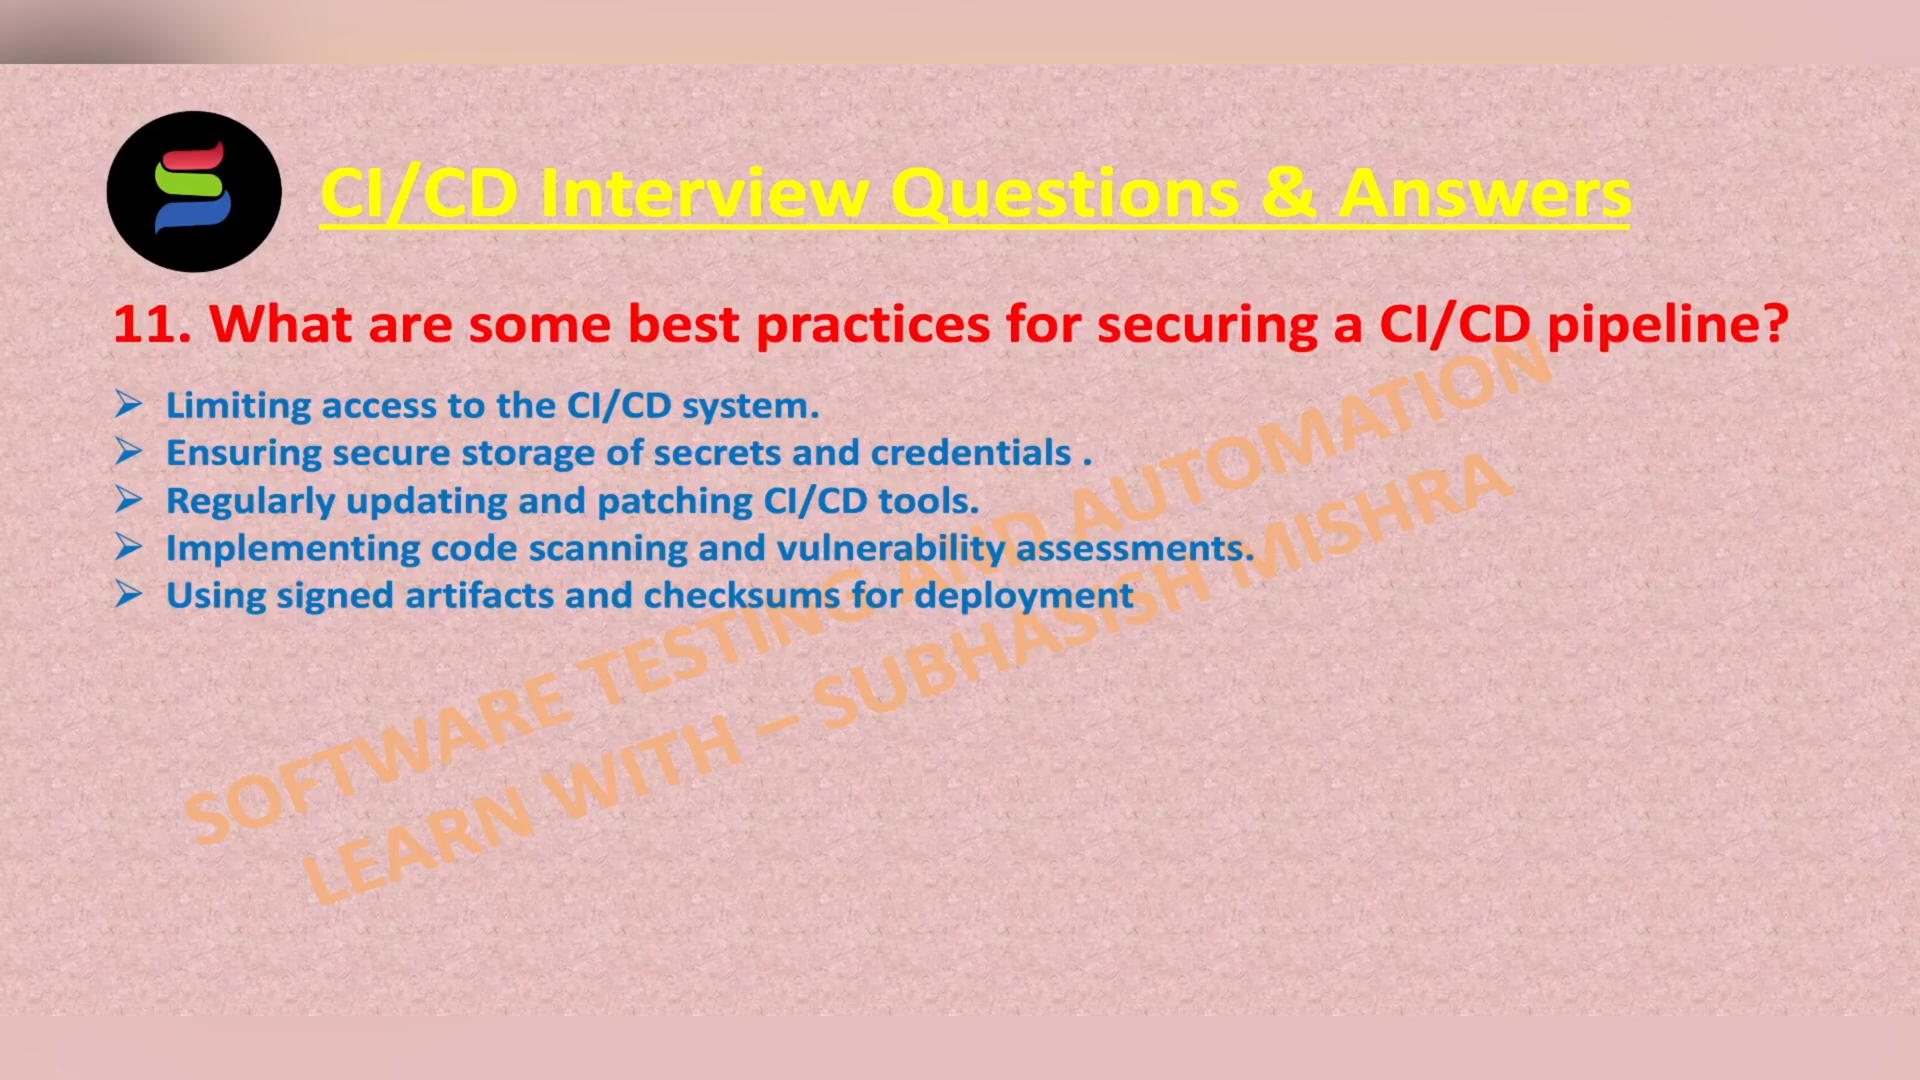 CI/CD Interview Questions & Answers
11. What are some best practices for securing a CI/CD pipeline?
➢ Limiting access to the CI/CD system.
➢ Ensuring secure storage of secrets and credentials .
➢ Regularly updating and patching CI/CD tools.
➢ Implementing code scanning and vulnerability assessments.
➢ Using signed artifacts and checksums for deployment
SOFTWARE TESTING AND AUTOMATION
LEARN WITH – SUBHASISH MISHRA